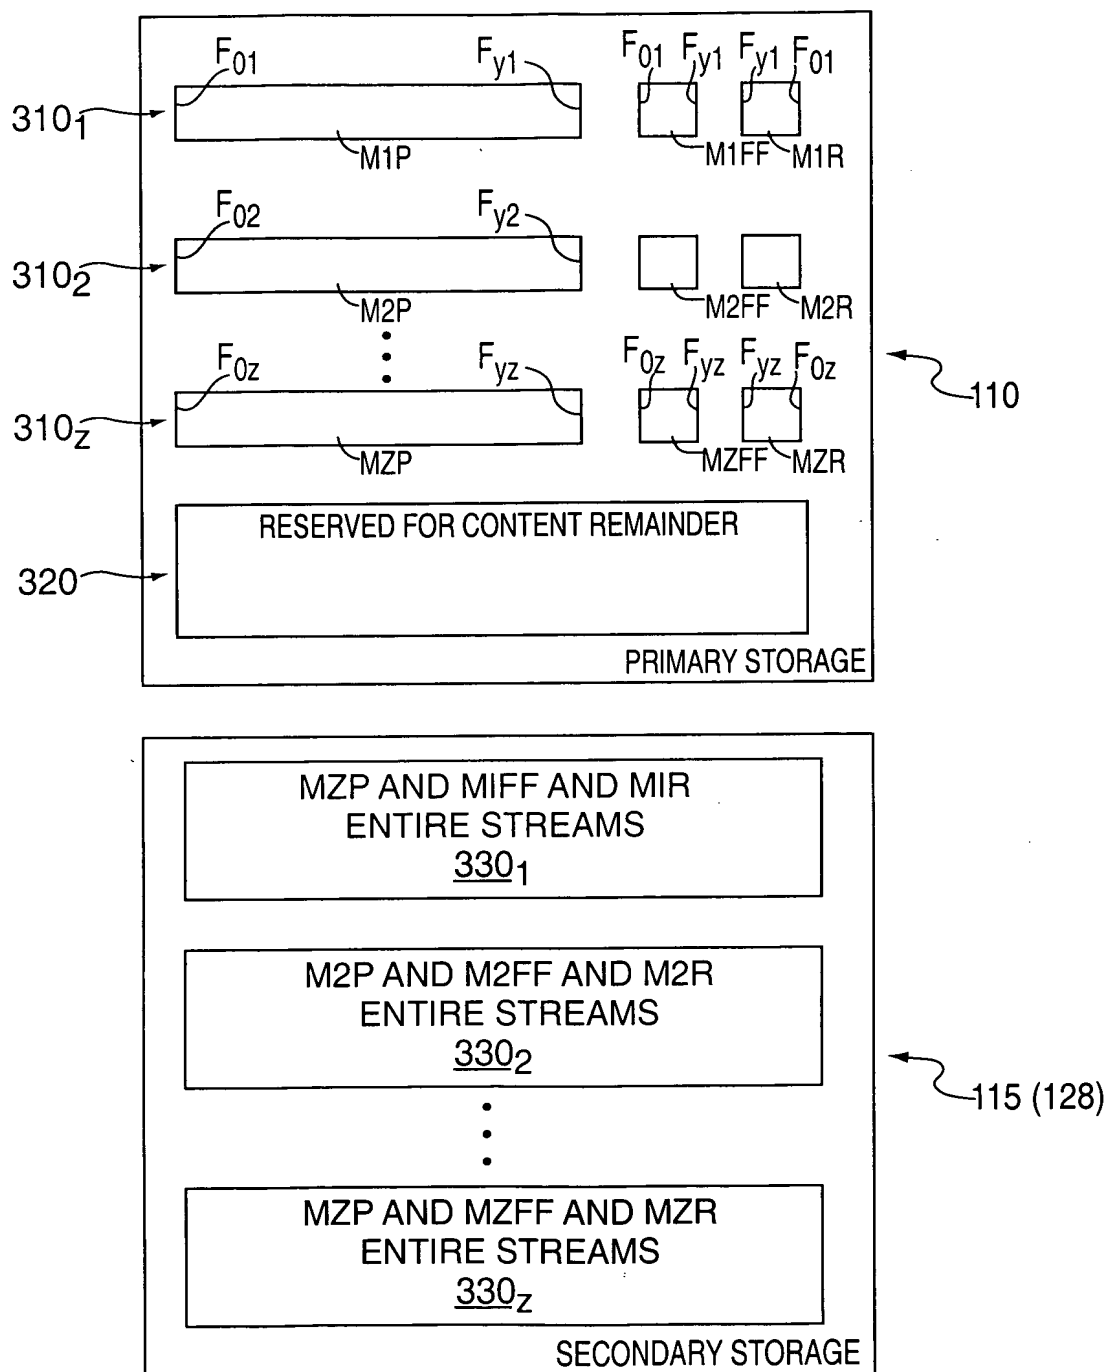 F01 Fy1 F01 Fy1 Fy1 F01
3101
M1P M1FF M1R
F02 Fy2
3102
M2P M2FF M2R
F0z Fyz F0z Fyz Fyz F0z
110
310z
MZP MZFF MZR
RESERVED FOR CONTENT REMAINDER
320
PRIMARY STORAGE
MZP AND MIFF AND MIR
ENTIRE STREAMS
3301
M2P AND M2FF AND M2R
ENTIRE STREAMS
3302
115 (128)
MZP AND MZFF AND MZR
ENTIRE STREAMS
330z
SECONDARY STORAGE